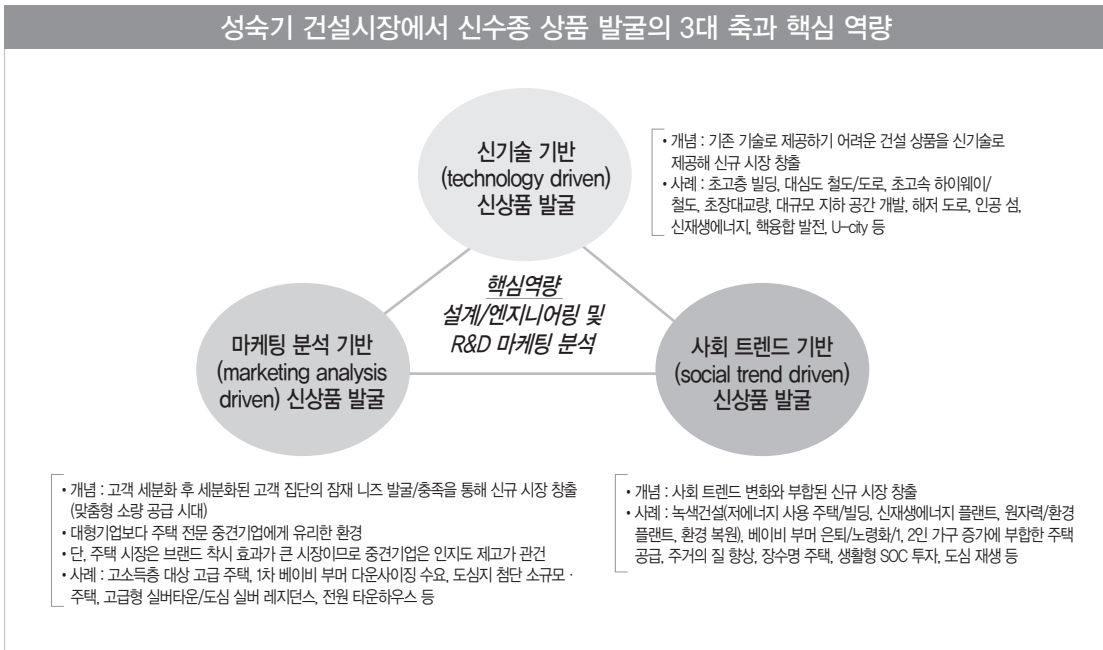 성숙기 건설시장에서 신수종 상품 발굴의 3대 축과 핵심 역량
신기술 기반
(technology driven)
신상품 발굴
• 개념 : 기존 기술로 제공하기 어려운 건설 상품을 신기술로
제공해 신규 시장 창출
• 사례 : 초고층 빌딩, 대심도 철도/도로, 초고속 하이웨이/
철도, 초장대교량, 대규모 지하 공간 개발, 해저 도로, 인공 섬,
신재생에너지, 핵융합 발전, U-city 등
핵심역량
설계/엔지니어링 및
R&D 마케팅 분석
마케팅 분석 기반
(marketing analysis
driven) 신상품 발굴
사회 트렌드 기반
(social trend driven)
신상품 발굴
• 개념 : 고객 세분화 후 세분화된 고객 집단의 잠재 니즈 발굴/충족을 통해 신규 시장 창출
(맞춤형 소량 공급 시대)
• 대형기업보다 주택 전문 중견기업에게 유리한 환경
• 단, 주택 시장은 브랜드 착시 효과가 큰 시장이므로 중견기업은 인지도 제고가 관건
• 사례 : 고소득층 대상 고급 주택, 1차 베이비 부머 다운사이징 수요, 도심지 첨단 소규모 ·
주택, 고급형 실버타운/도심 실버 레지던스, 전원 타운하우스 등
• 개념 : 사회 트렌드 변화와 부합된 신규 시장 창출
• 사례 : 녹색건설(저에너지 사용 주택/빌딩, 신재생에너지 플랜트, 원자력/환경
플랜트, 환경 복원), 베이비 부머 은퇴/노령화/1, 2인 가구 증가에 부합한 주택
공급, 주거의 질 향상, 장수명 주택, 생활형 SOC 투자, 도심 재생 등